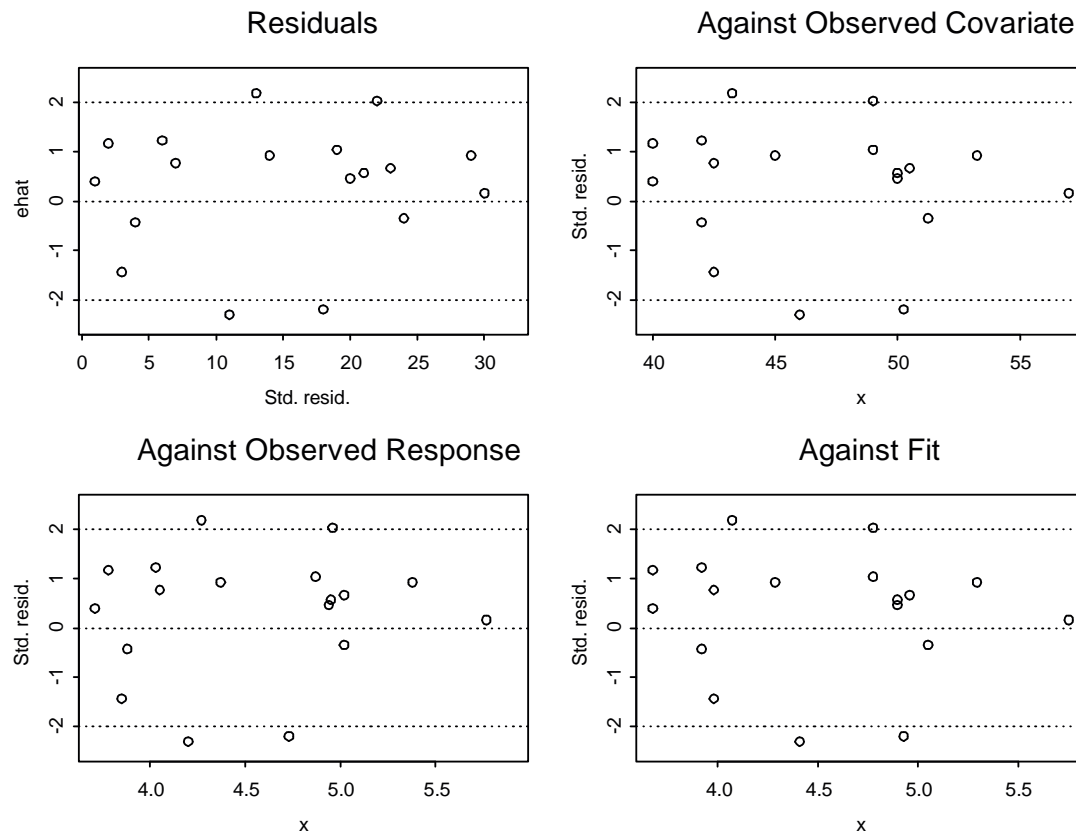 Residuals
ehat
2
1
0
-1
-2
0 5 10 15 20 25 30
Std. resid.
Against Observed Covariate
Std. resid.
2
1
0
-1
-2
40 45 50 55
x
Against Observed Response
Std. resid.
2
1
0
-1
-2
4.0 4.5 5.0 5.5
x
Against Fit
Std. resid.
2
1
0
-1
-2
4.0 4.5 5.0 5.5
x